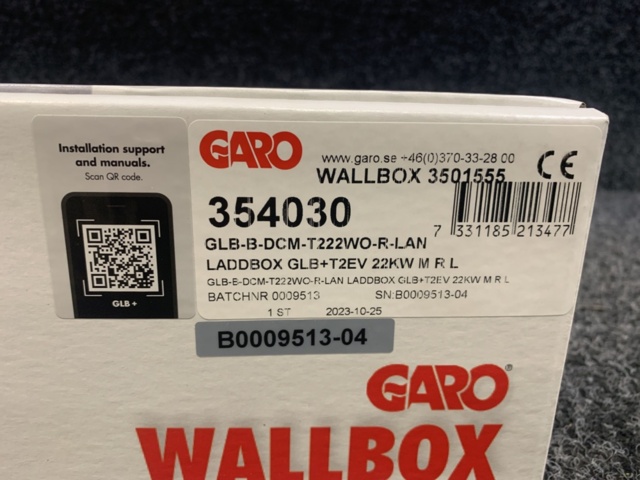 Installation support
and manuals.
Scan QR code.
GLB +
GARO
www.garo.se +46(0)370-33-28 00
CE
WALLBOX 3501555
354030
7 331185 213477
GLB-B-DCM-T222WO-R-LAN
LADDBOX GLB+T2EV 22KW M R L
GLB-B-DCM-T222WO-R-LAN LADDBOX GLB+T2EV 22KW M R L
BATCHNR 0009513 SN:B0009513-04
1 ST 2023-10-25
B0009513-04
GARO®
WALLBOX